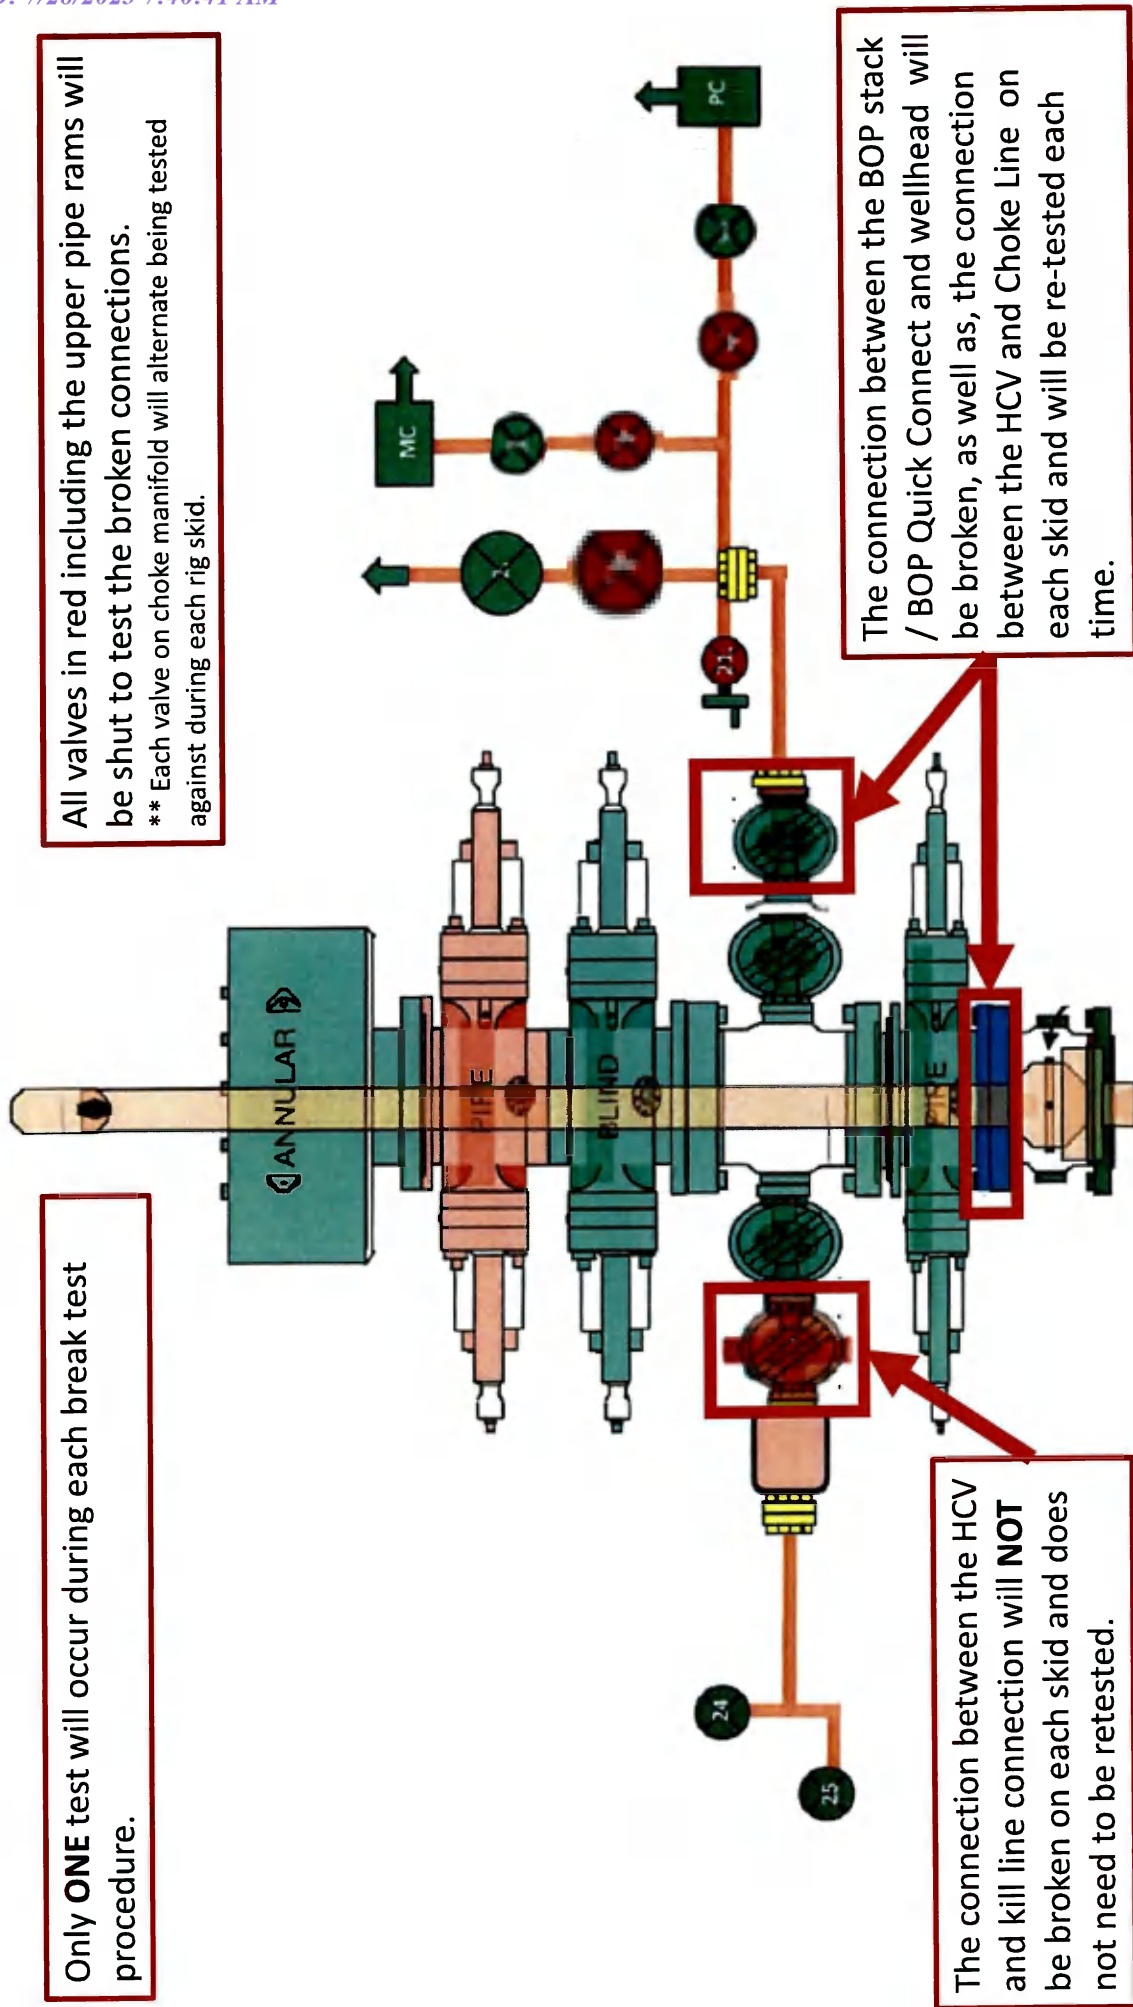 Only ONE test will occur during each break test
procedure.
All valves in red including the upper pipe rams will
be shut to test the broken connections.
** Each valve on choke manifold will alternate being tested
against during each rig skid.
ANNULAR
PIPE
BLIND
MC
PC
24
25
21
PIPE
The connection between the HCV
and kill line connection will NOT
be broken on each skid and does
not need to be retested.
The connection between the BOP stack
/ BOP Quick Connect and wellhead will
be broken, as well as, the connection
between the HCV and Choke Line on
each skid and will be re-tested each
time.